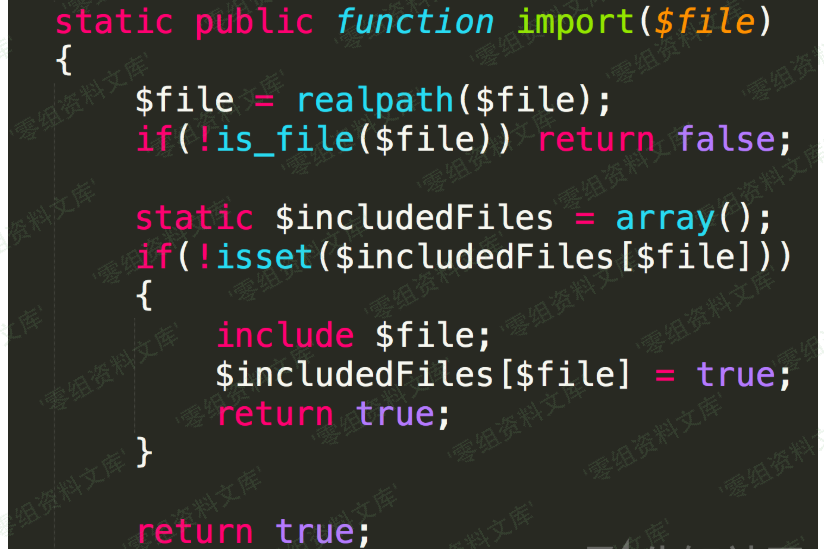 static public function import($file)
{
$file = realpath($file);
if(!is_file($file)) return false;
static $includedFiles = array();
if(!isset($includedFiles[$file]))
{
include $file;
$includedFiles[$file] = true;
return true;
}
return true;
'零组资料文库'